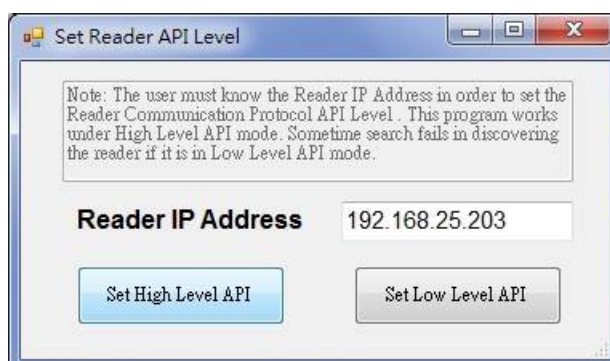 Set Reader API Level
Note: The user must know the Reader IP Address in order to set the
Reader Communication Protocol API Level . This program works
under High Level API mode. Sometime search fails in discovering
the reader if it is in Low Level API mode.
Reader IP Address 192.168.25.203
Set High Level API Set Low Level API